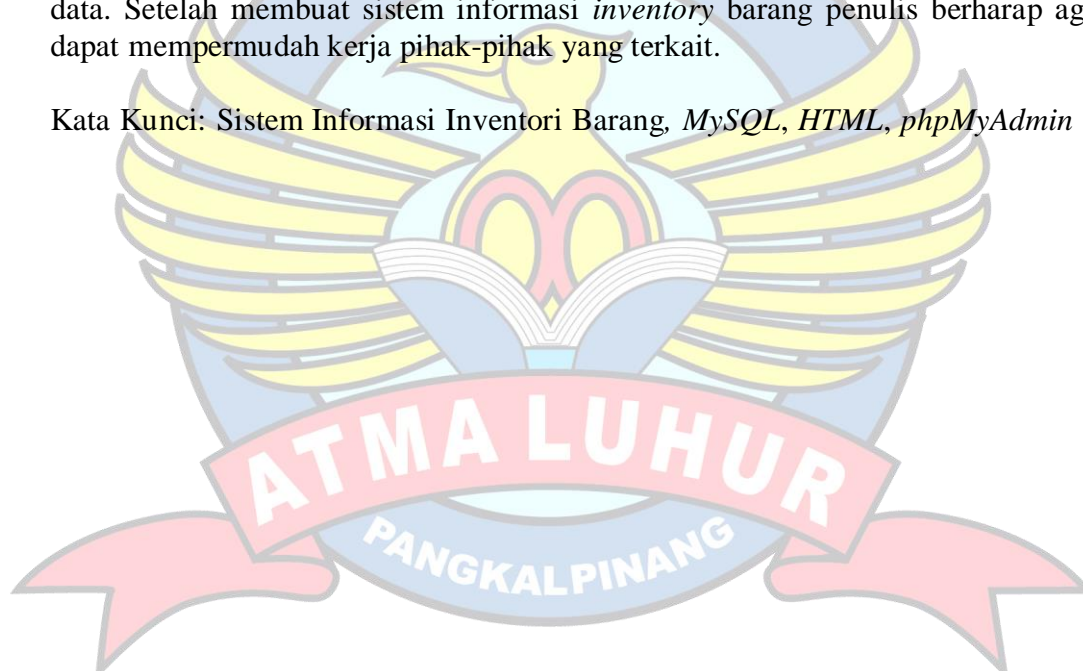 data. Setelah membuat sistem informasi inventory barang penulis berharap
dapat mempermudah kerja pihak-pihak yang terkait.
Kata Kunci: Sistem Informasi Inventori Barang, MySQL, HTML, phpMyAdmin
ATMA LUHUR
PANGKALPINANG